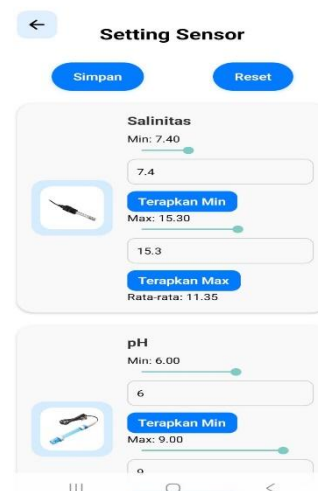 Setting Sensor
Simpan
Reset
Salinitas
Min: 7.40
7.4
Terapkan Min
Max: 15.30
15.3
Terapkan Max
Rata-rata: 11.35
pH
Min: 6.00
6
Terapkan Min
Max: 9.00